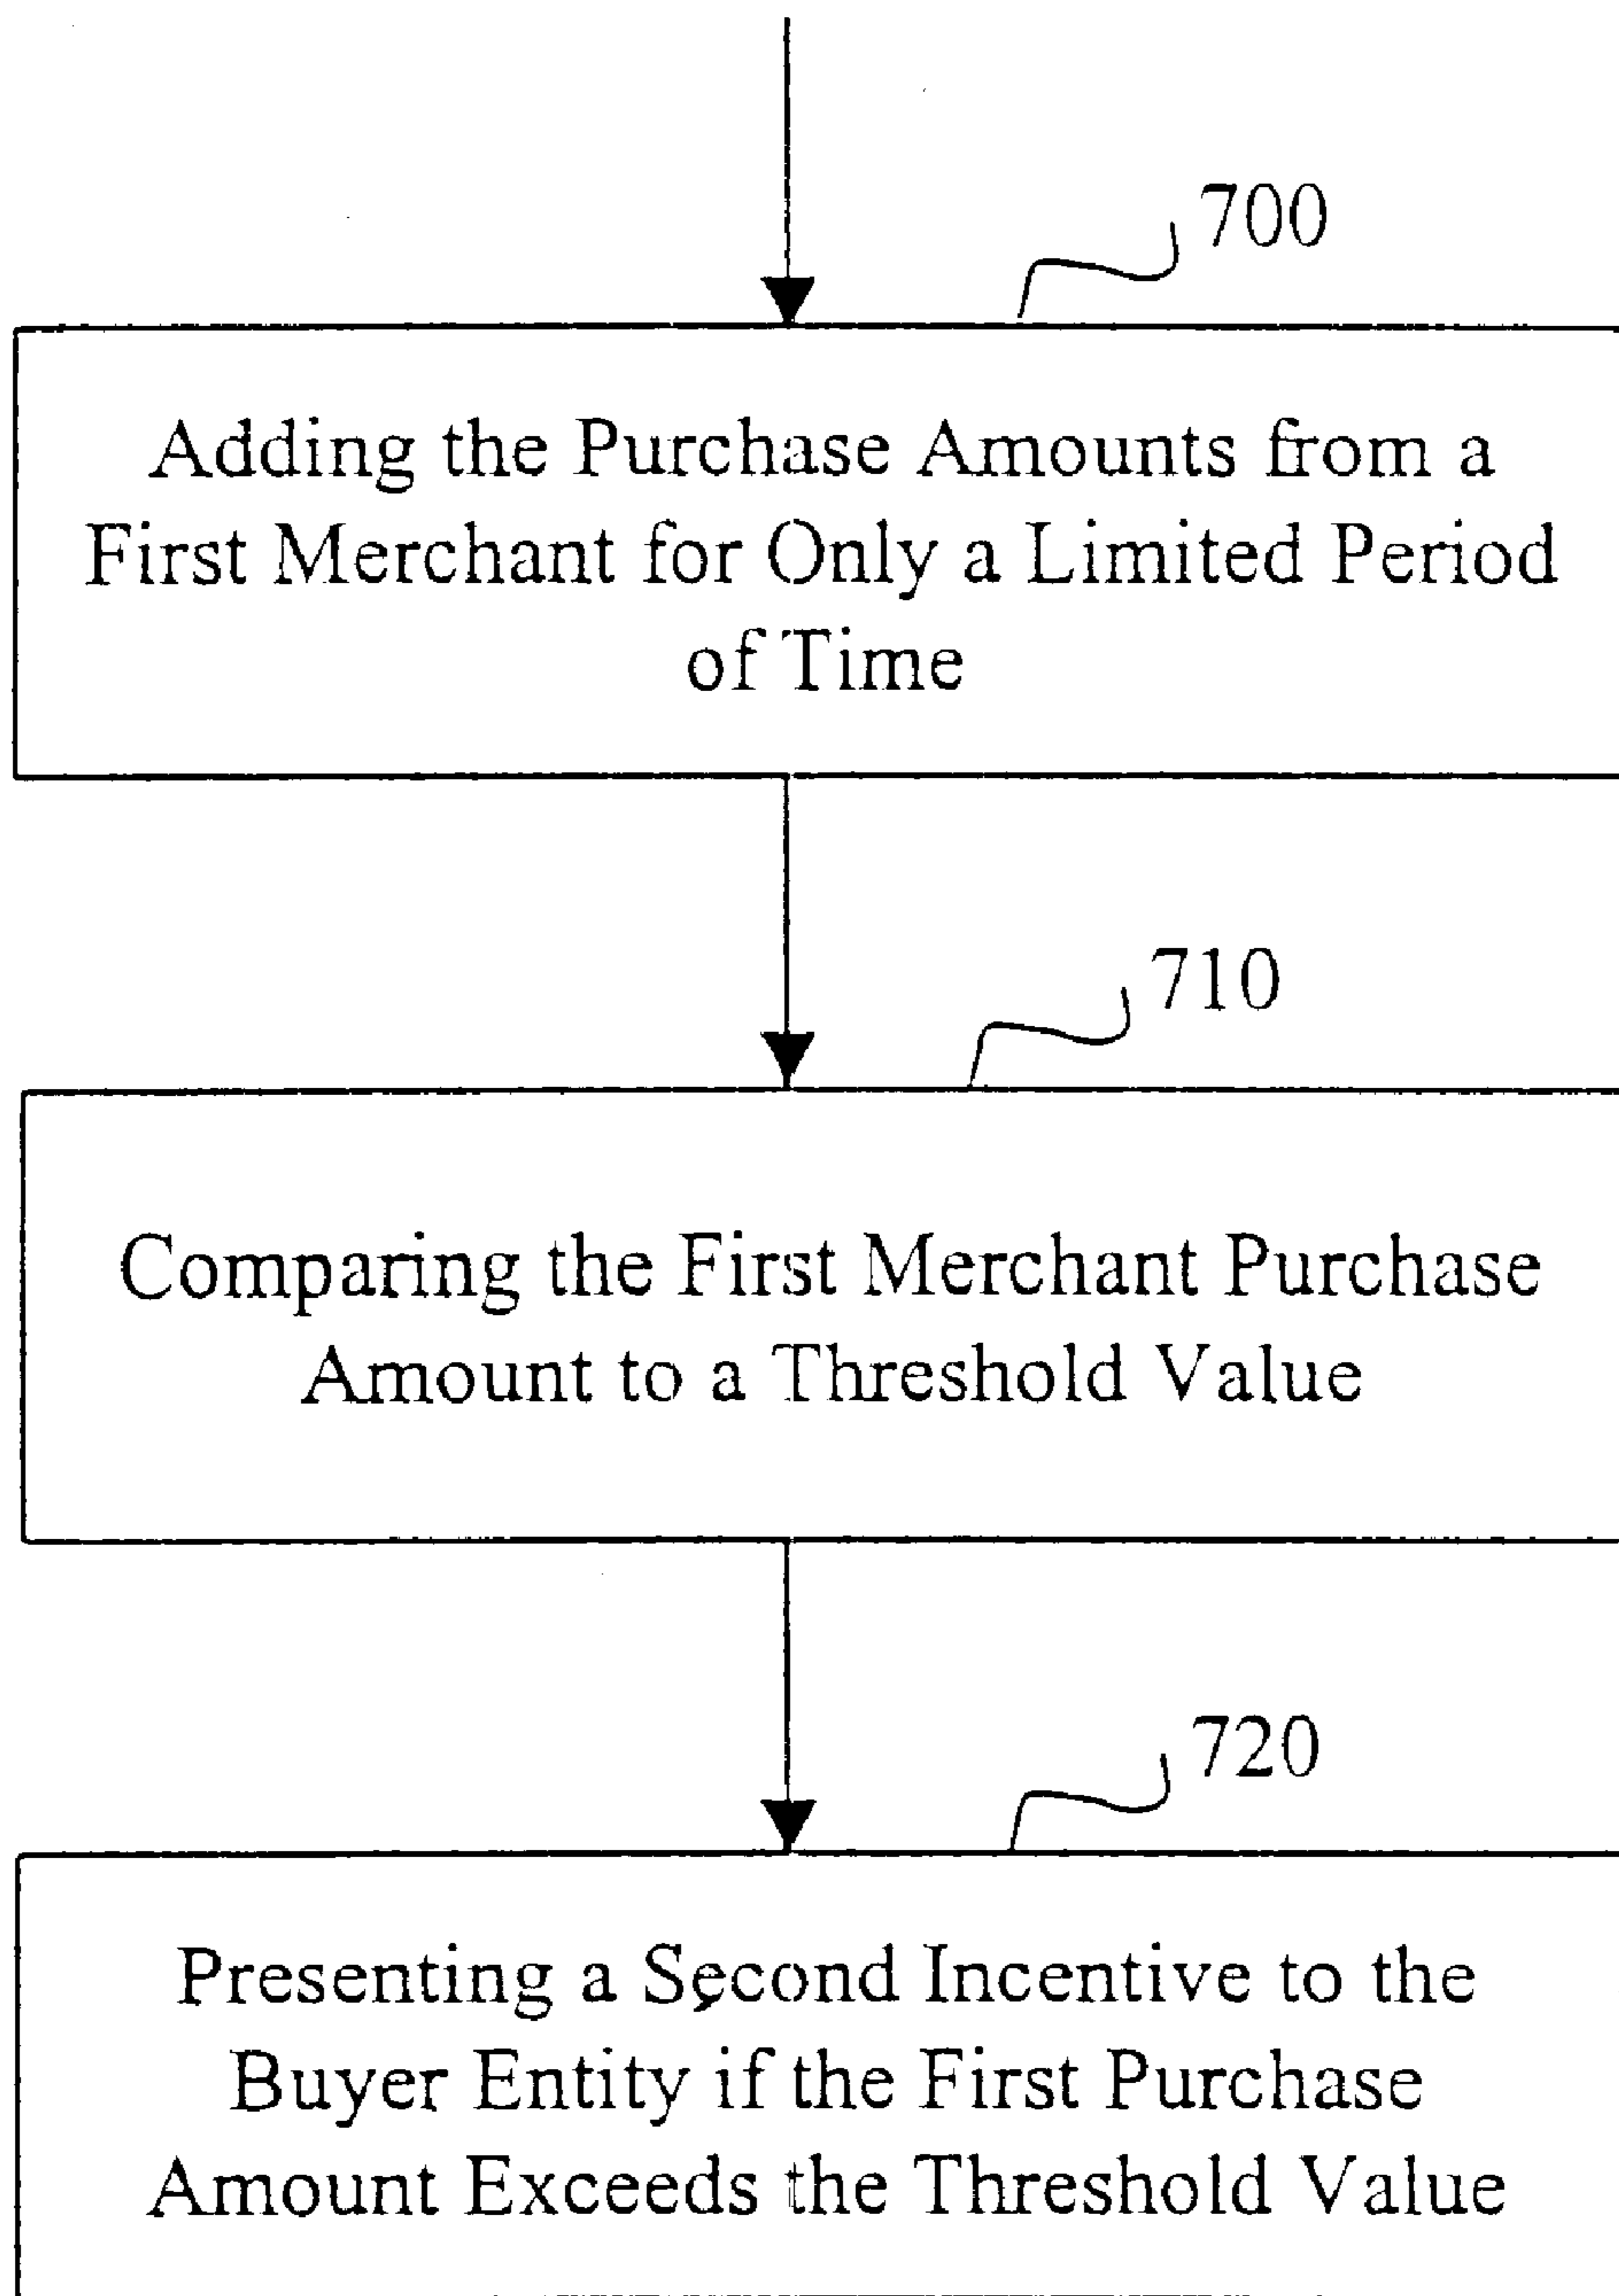 700
Adding the Purchase Amounts from a
First Merchant for Only a Limited Period
of Time
710
Comparing the First Merchant Purchase
Amount to a Threshold Value
720
Presenting a Second Incentive to the
Buyer Entity if the First Purchase
Amount Exceeds the Threshold Value